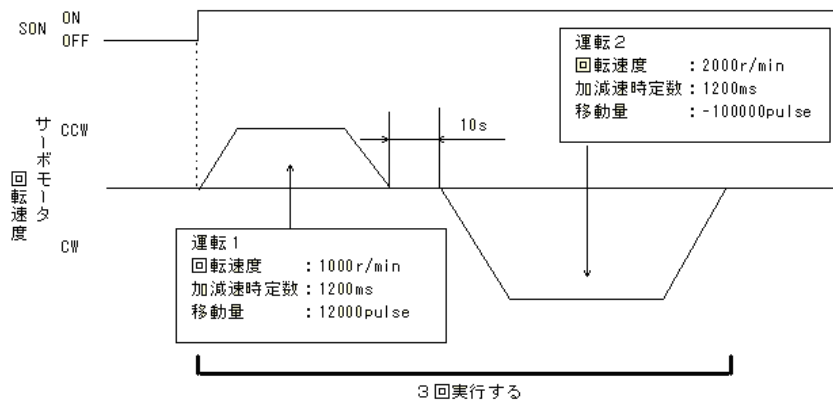 SON
ON
OFF
サーボモータ
回転速度
CCW
CW
10s
運転1
回転速度 :1000r/min
加減速時定数:1200ms
移動量 :12000pulse
運転2
回転速度 :2000r/min
加減速時定数:1200ms
移動量 :-100000pulse
3回実行する